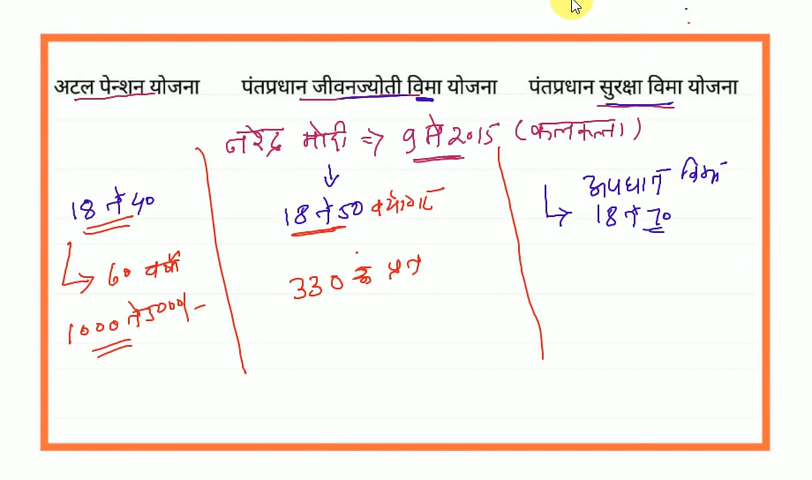 अटल पेन्शन योजना पंतप्रधान जीवनज्योती विमा योजना पंतप्रधान सुरक्षा विमा योजना
नरेंद्र मोदी => 9 मे 2015 (कलकत्ता)
18 ते 40
60 वर्षे
1000 ते 5000/-
18 ते 50 वयोगट
330 रु
अपघात विमा
18 ते 70